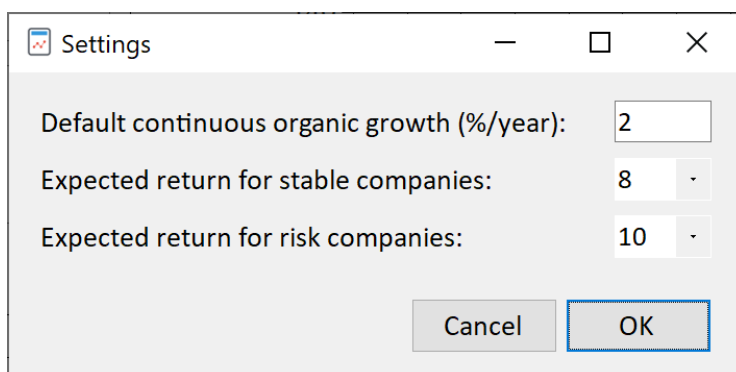 Settings
Default continuous organic growth (%/year): 2
Expected return for stable companies: 8
Expected return for risk companies: 10
Cancel OK